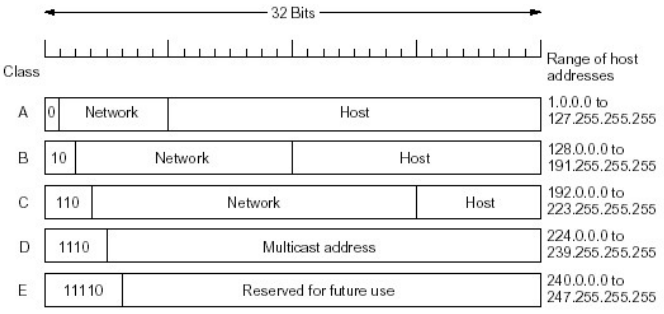 32 Bits
Class
Range of host
addresses
A
0
Network
Host
1.0.0.0 to
127.255.255.255
B
10
Network
Host
128.0.0.0 to
191.255.255.255
C
110
Network
Host
192.0.0.0 to
223.255.255.255
D
1110
Multicast address
224.0.0.0 to
239.255.255.255
E
11110
Reserved for future use
240.0.0.0 to
247.255.255.255